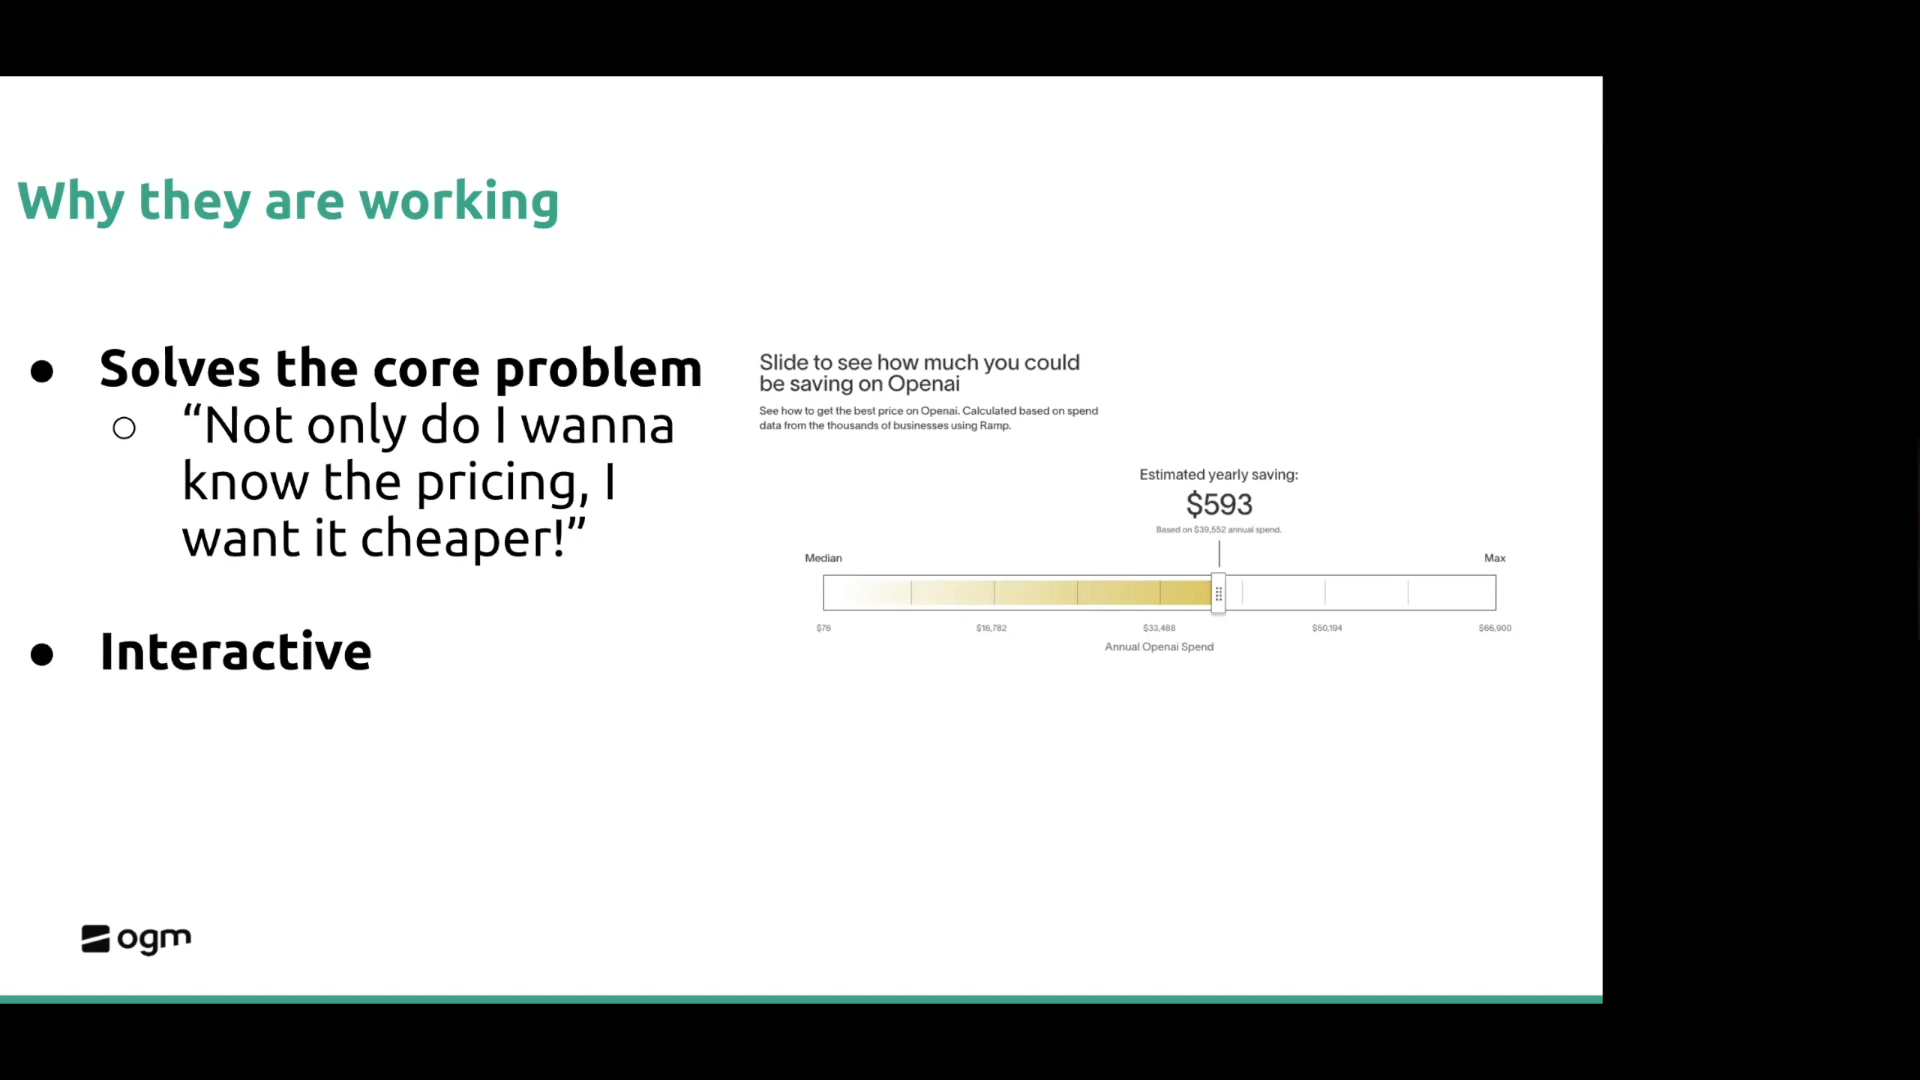 Why they are working
● Solves the core problem
○ “Not only do I wanna
know the pricing, I
want it cheaper!”
● Interactive
Slide to see how much you could
be saving on Openai
See how to get the best price on Openai. Calculated based on spend
data from the thousands of businesses using Ramp.
Estimated yearly saving:
$593
Based on $39,552 annual spend.
Median Max
$76 $16,782 $33,488 $50,194 $66,900
Annual Openai Spend
ogm